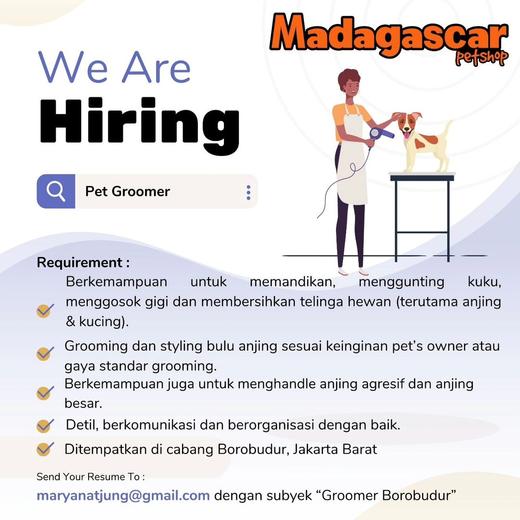 Madagascar
petshop
We Are
Hiring
Pet Groomer
Requirement :
Berkemampuan untuk memandikan, menggunting kuku,
menggosok gigi dan membersihkan telinga hewan (terutama anjing
& kucing).
Grooming dan styling bulu anjing sesuai keinginan pet's owner atau
gaya standar grooming.
Berkemampuan juga untuk menghandle anjing agresif dan anjing
besar.
Detil, berkomunikasi dan berorganisasi dengan baik.
Ditempatkan di cabang Borobudur, Jakarta Barat
Send Your Resume To :
maryanatjung@gmail.com dengan subyek “Groomer Borobudur”